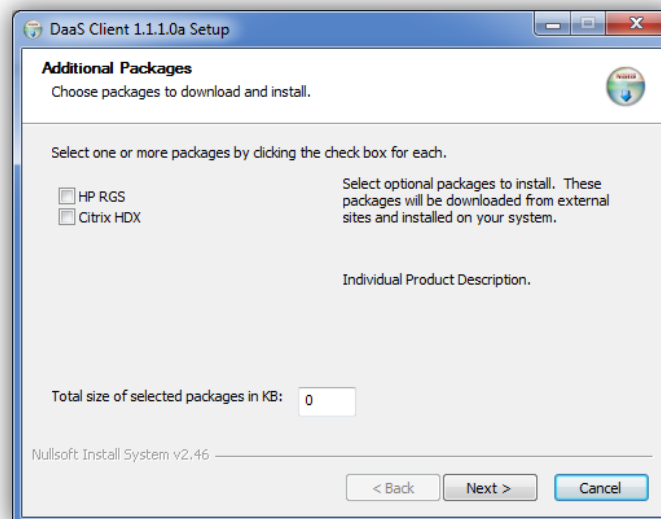 DaaS Client 1.1.1.0a Setup
Additional Packages
Choose packages to download and install.
Select one or more packages by clicking the check box for each.
HP RGS
Citrix HDX
Select optional packages to install. These
packages will be downloaded from external
sites and installed on your system.
Individual Product Description.
Total size of selected packages in KB:
0
Nullsoft Install System v2.46
< Back
Next >
Cancel